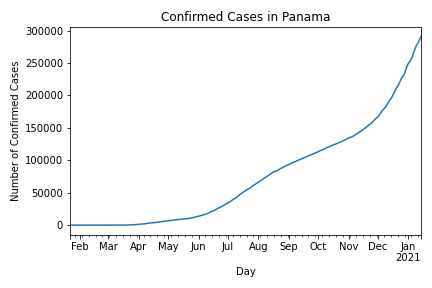 Confirmed Cases in Panama
300000
250000
200000
150000
100000
50000
0
Number of Confirmed Cases
Feb Mar Apr May Jun Jul Aug Sep Oct Nov Dec Jan
2021
Day